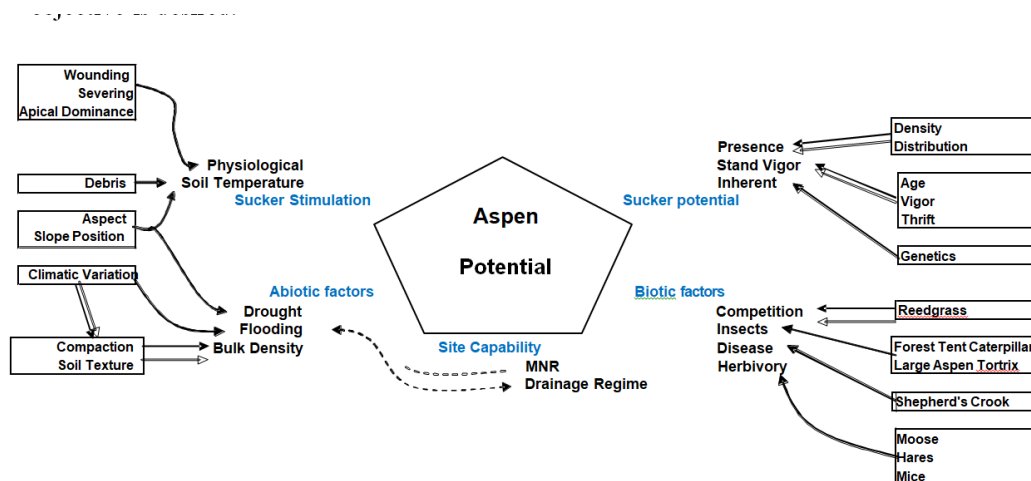 Wounding
Severing
Apical Dominance
Debris
Aspect
Slope Position
Climatic Variation
Compaction
Soil Texture
Physiological
Soil Temperature
Sucker Stimulation
Abiotic factors
Drought
Flooding
Bulk Density
Aspen
Potential
Site Capability
MNR
Drainage Regime
Presence
Stand Vigor
Inherent
Sucker potential
Biotic factors
Competition
Insects
Disease
Herbivory
Density
Distribution
Age
Vigor
Thrift
Genetics
Reedgrass
Forest Tent Caterpillar
Large Aspen Tortrix
Shepherd's Crook
Moose
Hares
Mice